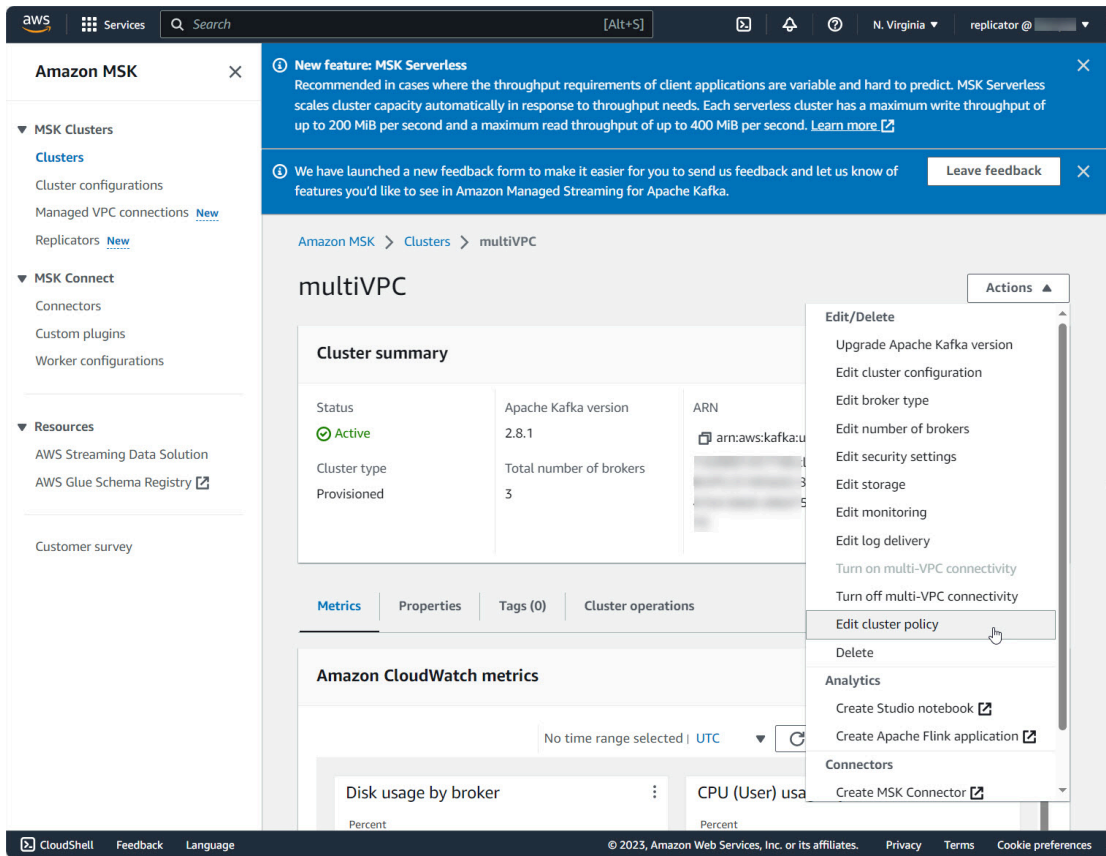 aws
Services
Search
[Alt+S]
N. Virginia
replicator @
Amazon MSK
MSK Clusters
Clusters
Cluster configurations
Managed VPC connections New
Replicators New
MSK Connect
Connectors
Custom plugins
Worker configurations
Resources
AWS Streaming Data Solution
AWS Glue Schema Registry
Customer survey
New feature: MSK Serverless
Recommended in cases where the throughput requirements of client applications are variable and hard to predict. MSK Serverless
scales cluster capacity automatically in response to throughput needs. Each serverless cluster has a maximum write throughput of
up to 200 MiB per second and a maximum read throughput of up to 400 MiB per second. Learn more
We have launched a new feedback form to make it easier for you to send us feedback and let us know of
features you'd like to see in Amazon Managed Streaming for Apache Kafka.
Leave feedback
Amazon MSK > Clusters > multiVPC
multiVPC
Actions
Cluster summary
Status
Active
Cluster type
Provisioned
Apache Kafka version
2.8.1
Total number of brokers
3
ARN
arn:aws:kafka:u
Metrics
Properties
Tags (0)
Cluster operations
Amazon CloudWatch metrics
No time range selected | UTC
Disk usage by broker
Percent
CPU (User) usa
Percent
Edit/Delete
Upgrade Apache Kafka version
Edit cluster configuration
Edit broker type
Edit number of brokers
Edit security settings
Edit storage
Edit monitoring
Edit log delivery
Turn on multi-VPC connectivity
Turn off multi-VPC connectivity
Edit cluster policy
Delete
Analytics
Create Studio notebook
Create Apache Flink application
Connectors
Create MSK Connector
CloudShell
Feedback
Language
© 2023, Amazon Web Services, Inc. or its affiliates.
Privacy
Terms
Cookie preferences